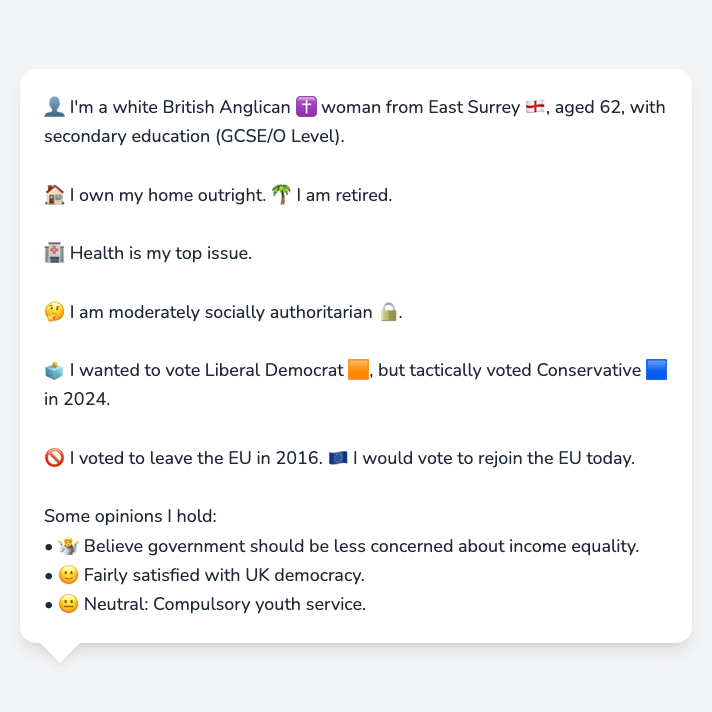 👤 I'm a white British Anglican ✝️ woman from East Surrey 🏴󠁧󠁢󠁥󠁮󠁧󠁿, aged 62, with
secondary education (GCSE/O Level).
🏠 I own my home outright. 🌴 I am retired.
🏥 Health is my top issue.
🤔 I am moderately socially authoritarian 🔒.
🗳️ I wanted to vote Liberal Democrat 🟧, but tactically voted Conservative 🟦
in 2024.
🚫 I voted to leave the EU in 2016. 🇪🇺 I would vote to rejoin the EU today.
Some opinions I hold:
• 🤷 Believe government should be less concerned about income equality.
• 🙂 Fairly satisfied with UK democracy.
• 😐 Neutral: Compulsory youth service.